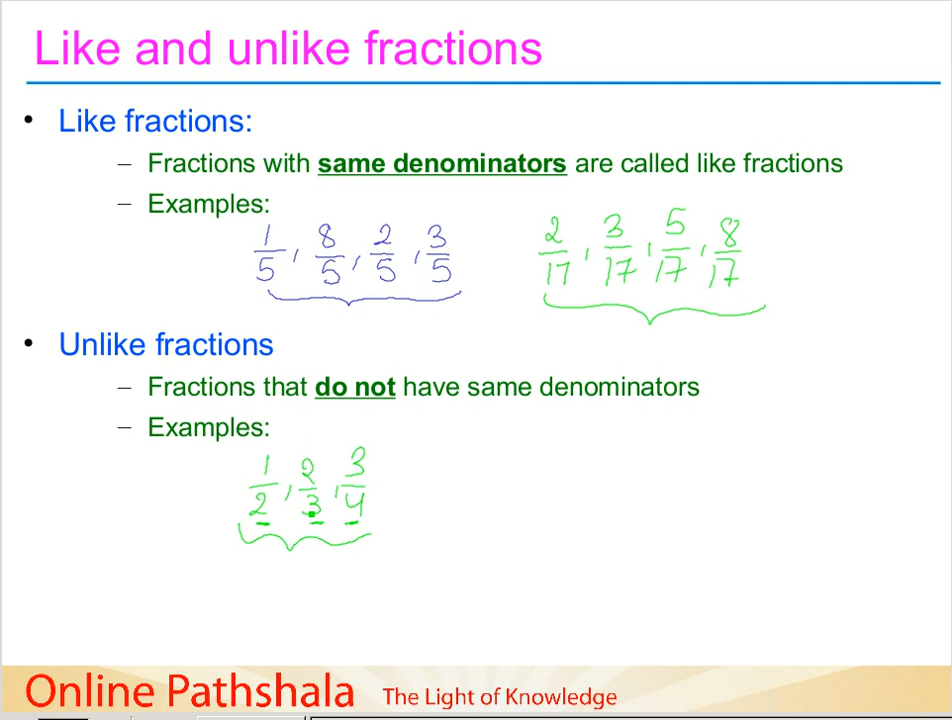 Like and unlike fractions
• Like fractions:
– Fractions with same denominators are called like fractions
– Examples:
1/5, 8/5, 2/5, 3/5 2/17, 3/17, 5/17, 8/17
• Unlike fractions
– Fractions that do not have same denominators
– Examples:
1/2, 2/3, 3/4
Online Pathshala The Light of Knowledge